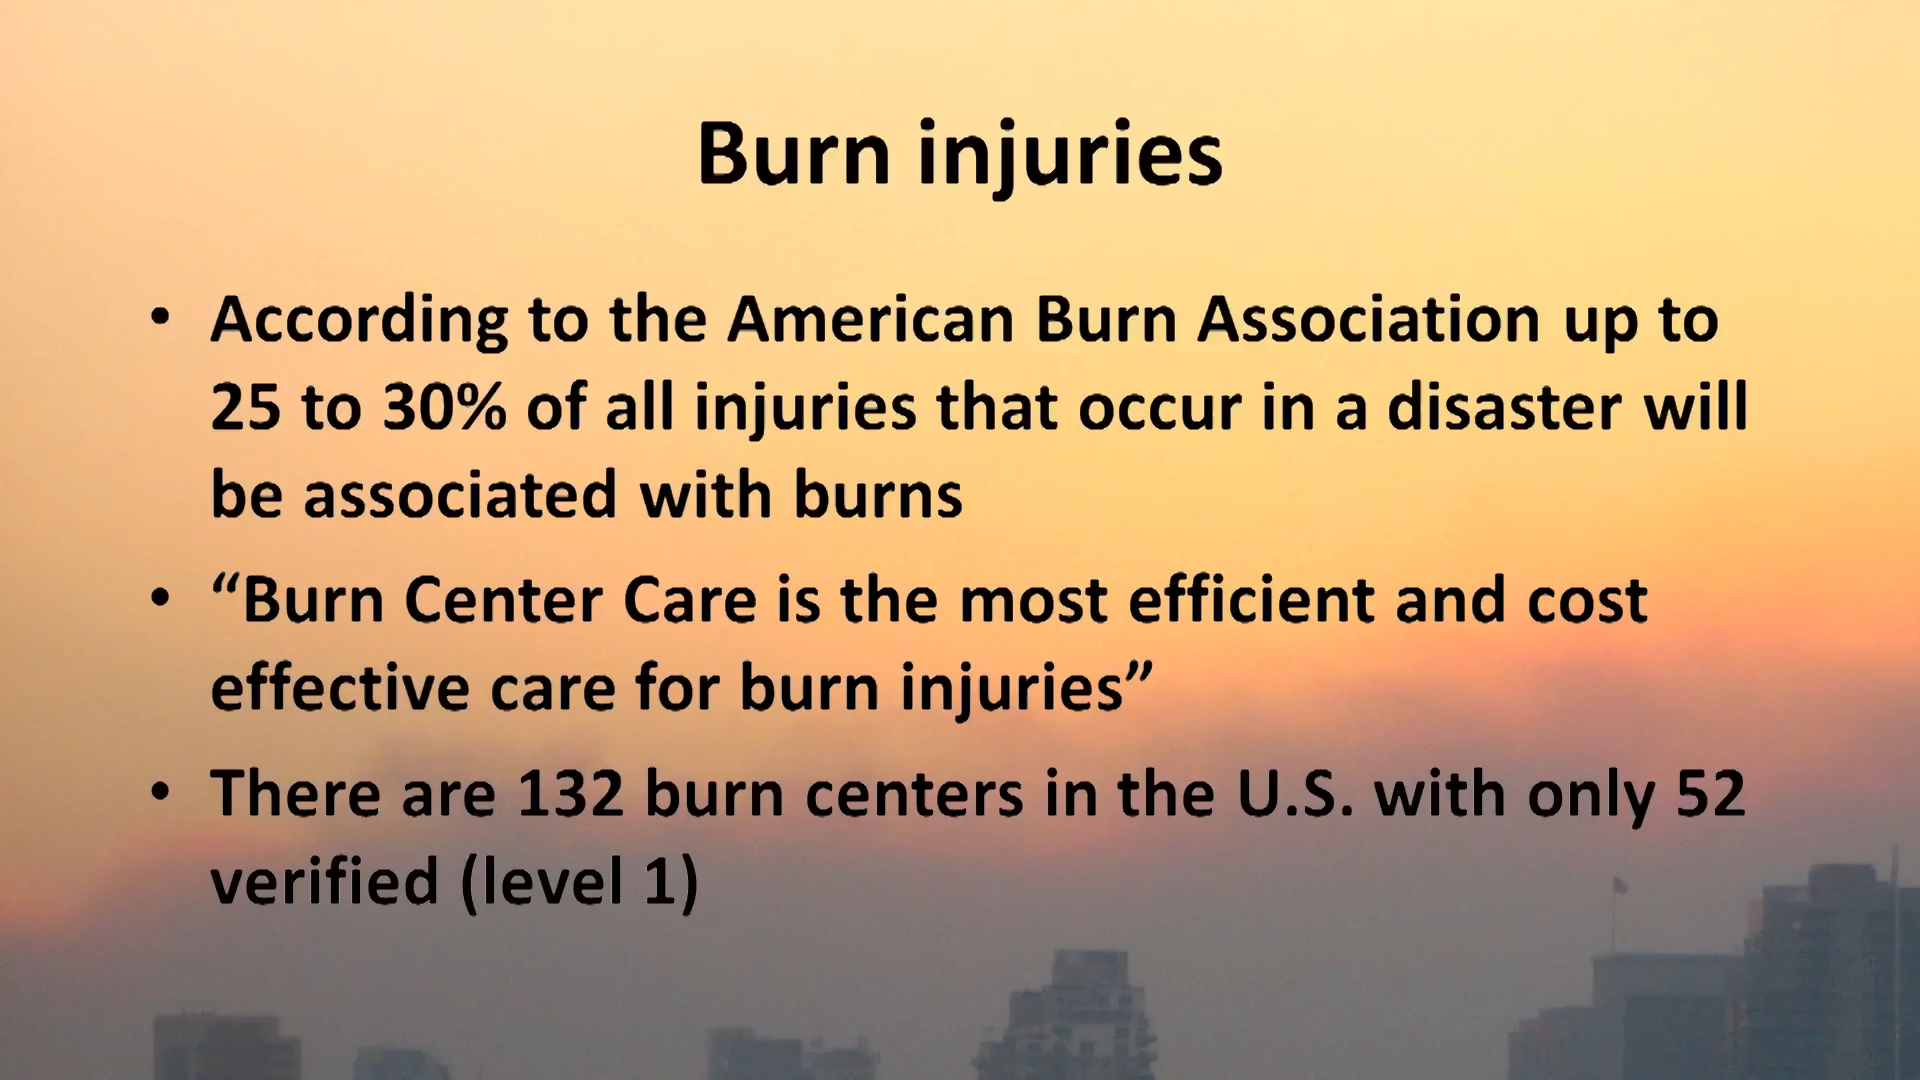 Burn injuries
• According to the American Burn Association up to
25 to 30% of all injuries that occur in a disaster will
be associated with burns
• “Burn Center Care is the most efficient and cost
effective care for burn injuries”
• There are 132 burn centers in the U.S. with only 52
verified (level 1)